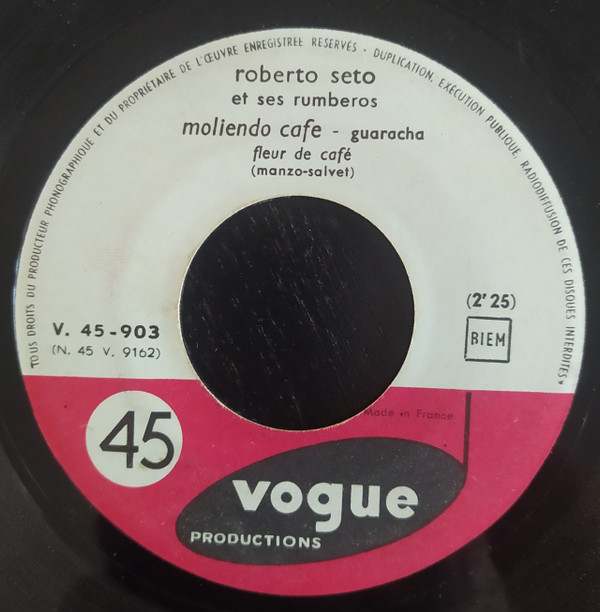 TOUS DROITS DU PRODUCTEUR PHONOGRAPHIQUE ET DU PROPRIÉTAIRE DE L'ŒUVRE ENREGISTRÉE RÉSERVÉS - DUPLICATION, EXÉCUTION PUBLIQUE, RADIODIFFUSION DE CES DISQUES INTERDITES
roberto seto
et ses rumberos
moliendo cafe - guaracha
fleur de café
(manzo-salvet)
(2' 25)
V. 45-903
(N. 45 V. 9162)
BIEM
Made in France
45
vogue
PRODUCTIONS